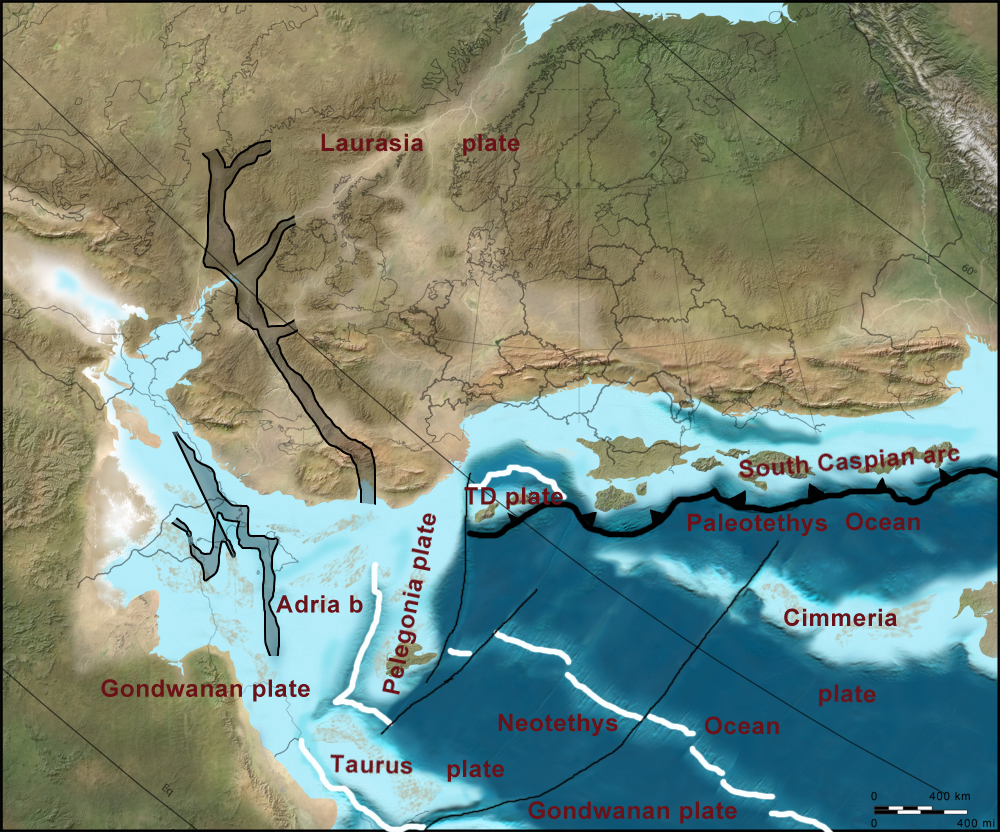 Laurasia plate
60°
South Caspian arc
TD plate
Paleotethys Ocean
Pelegonia plate
Adria b
Cimmeria
Gondwanan plate
plate
Neotethys Ocean
Taurus plate
Eq
0 400 km
Gondwanan plate
0 400 mi